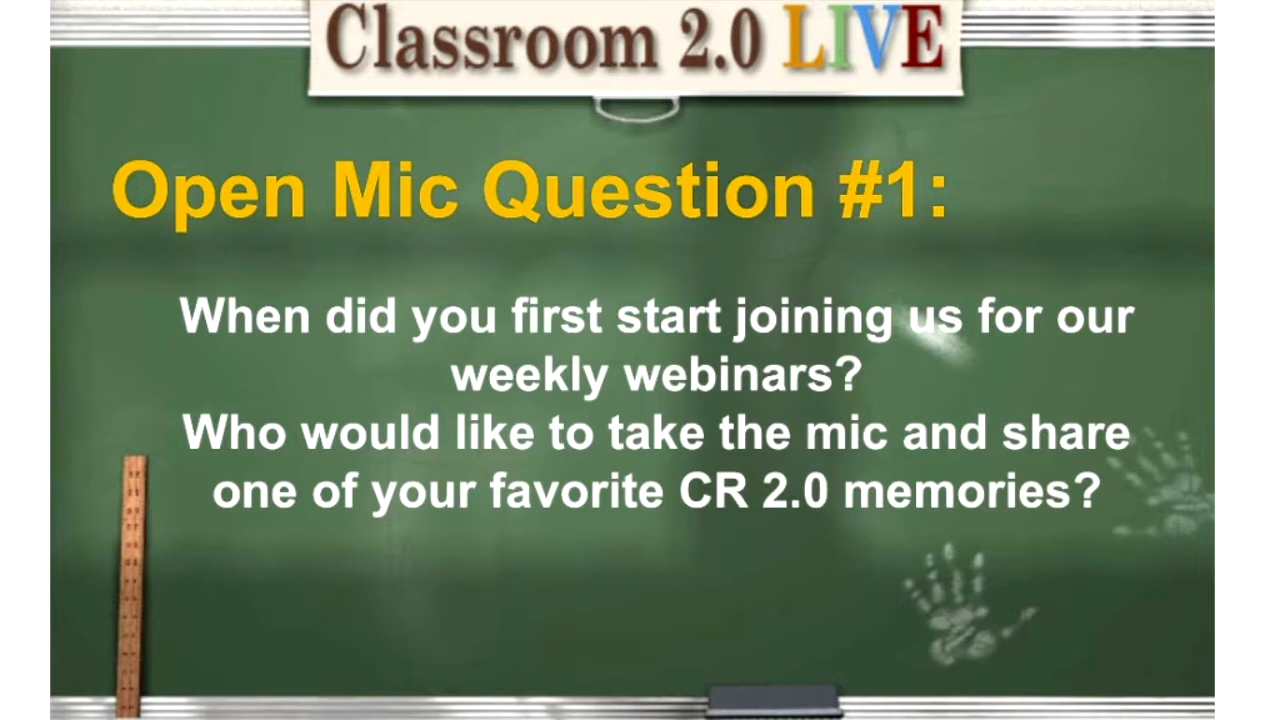 Classroom 2.0 LIVE
Open Mic Question #1:
When did you first start joining us for our
weekly webinars?
Who would like to take the mic and share
one of your favorite CR 2.0 memories?